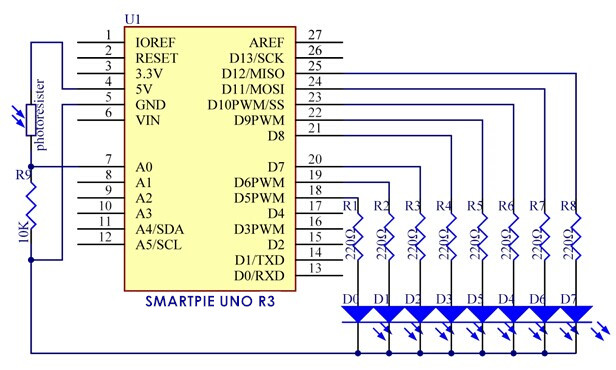 U1
1 IOREF AREF 27
2 RESET D13/SCK 26
3 3.3V D12/MISO 25
4 5V D11/MOSI 24
5 GND D10PWM/SS 23
6 VIN D9PWM 22
D8 21
7 A0 D7 20
8 A1 D6PWM 19
9 A2 D5PWM 18
10 A3 D4 17
11 A4/SDA D3PWM 16
12 A5/SCL D2 15
D1/TXD 14
D0/RXD 13
SMARTPIE UNO R3
photoresister
R9
10K
R1 R2 R3 R4 R5 R6 R7 R8
220Ω 220Ω 220Ω 220Ω 220Ω 220Ω 220Ω 220Ω
D0 D1 D2 D3 D5 D4 D6 D7